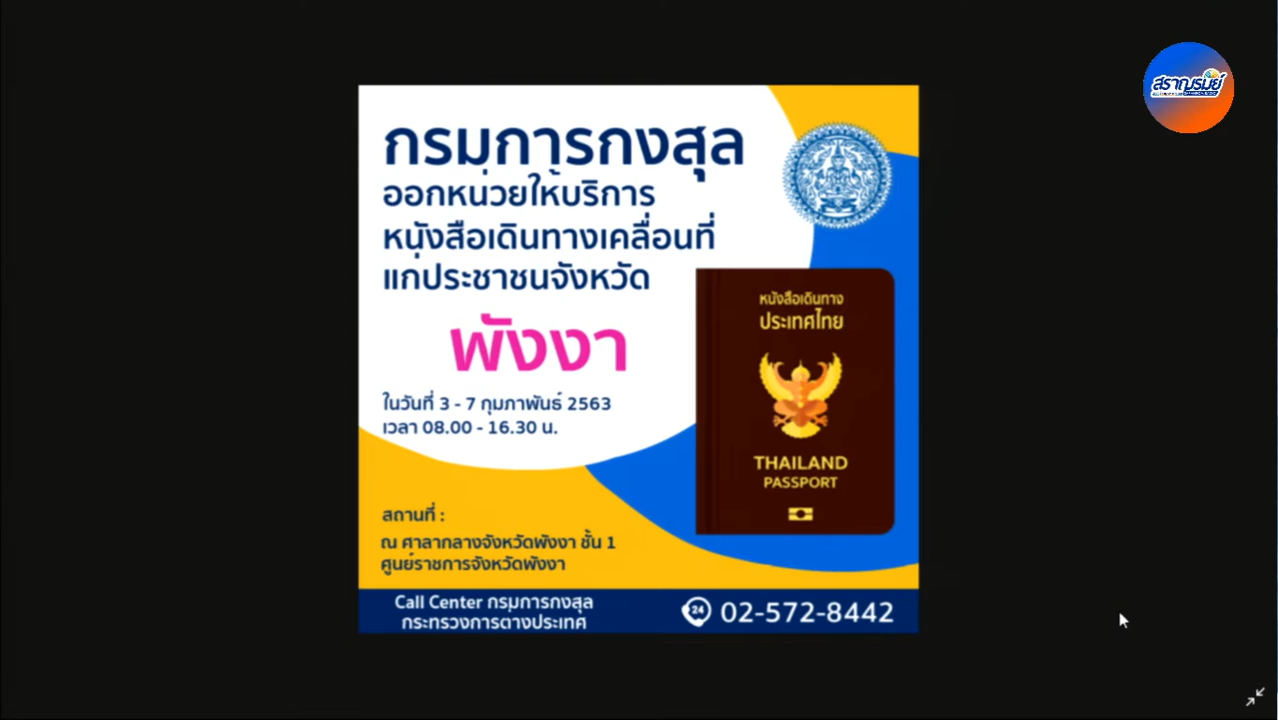 สราญรมย์
กรมการกงสุล
ออกหน่วยให้บริการ
หนังสือเดินทางเคลื่อนที่
แก่ประชาชนจังหวัด
พังงา
ในวันที่ 3 - 7 กุมภาพันธ์ 2563
เวลา 08.00 - 16.30 น.
หนังสือเดินทาง
ประเทศไทย
THAILAND
PASSPORT
สถานที่ :
ณ ศาลากลางจังหวัดพังงา ชั้น 1
ศูนย์ราชการจังหวัดพังงา
Call Center กรมการกงสุล
กระทรวงการต่างประเทศ
24 02-572-8442